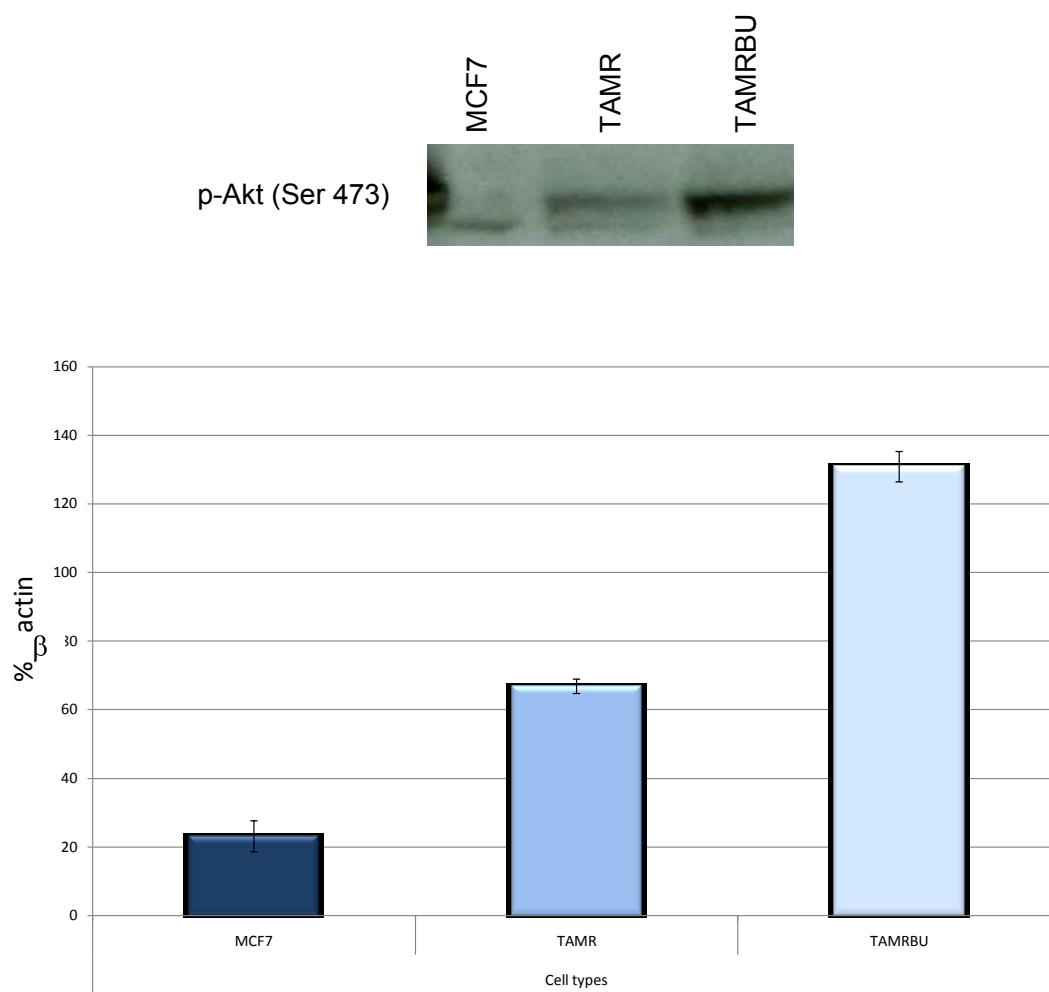 MCF7
TAMR
TAMRBU
p-Akt (Ser 473)
160
140
120
100
80
60
40
20
0
% β actin
MCF7
TAMR
TAMRBU
Cell types